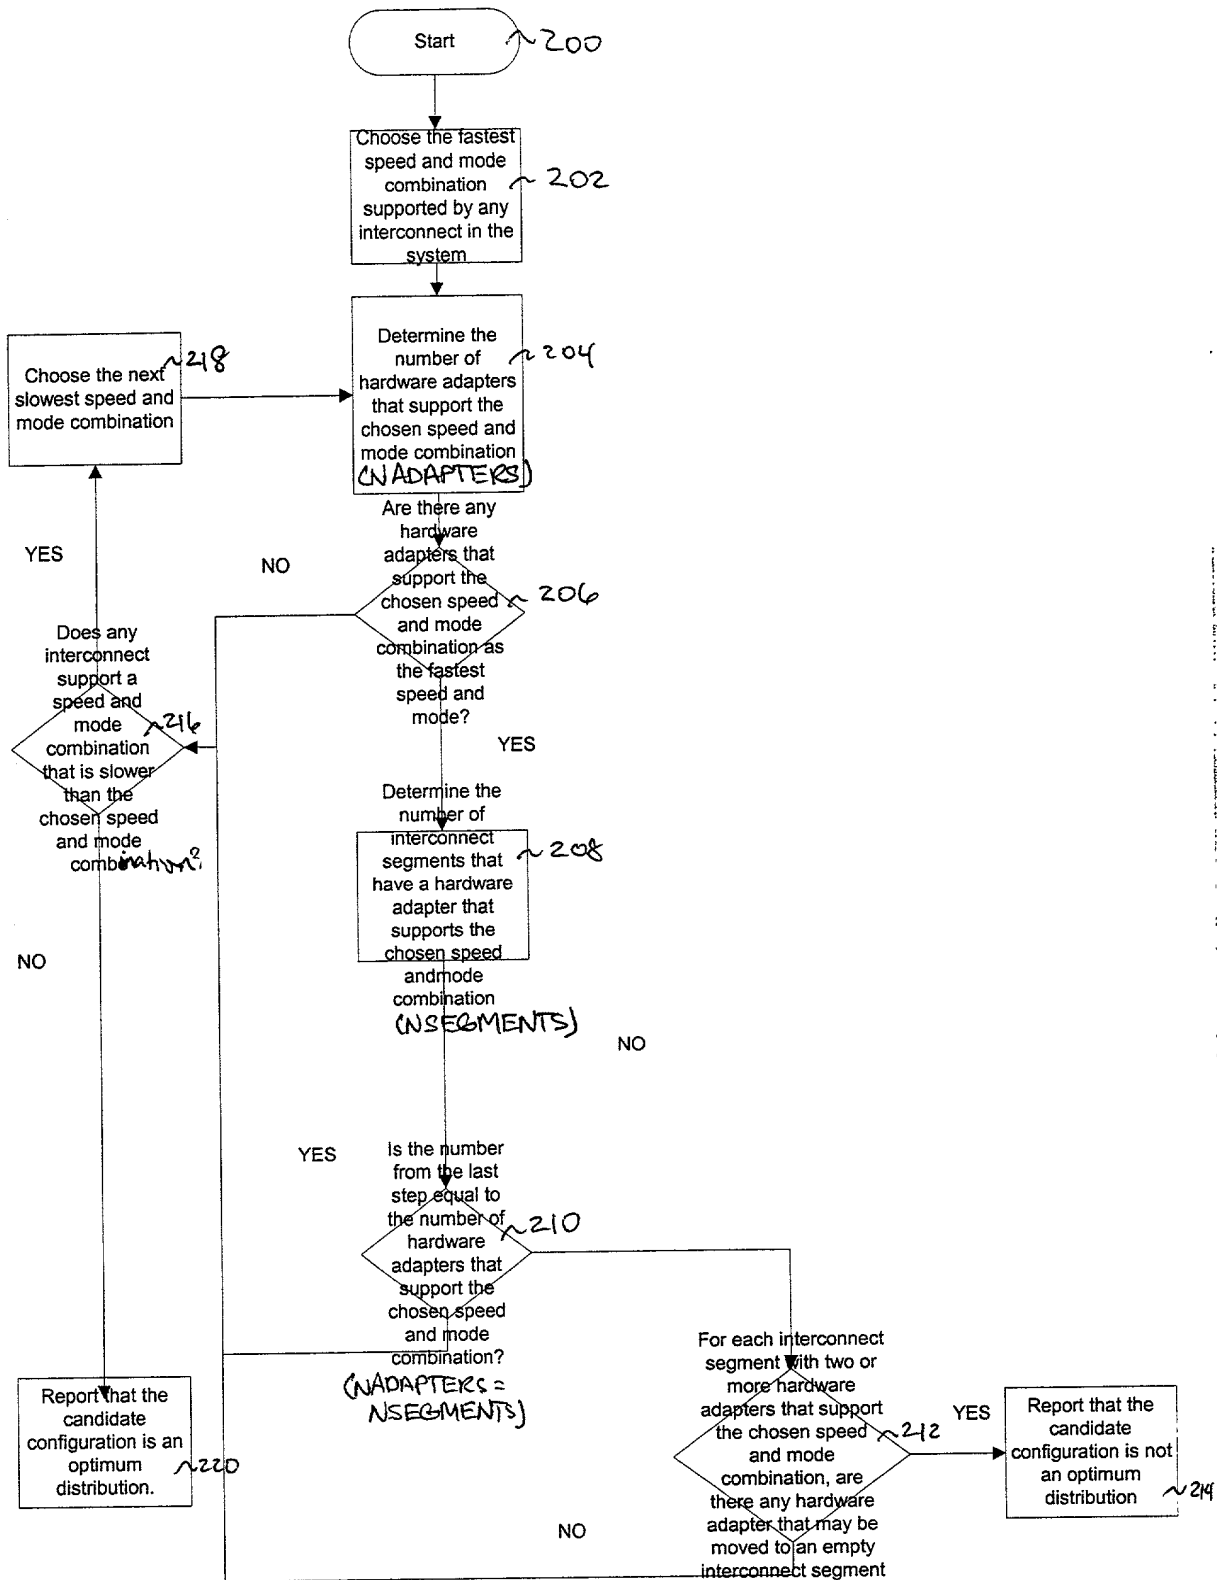 Start
200
Choose the fastest
speed and mode
combination
supported by any
interconnect in the
system
202
Determine the
number of
hardware adapters
that support the
chosen speed and
mode combination
(NADAPTERS)
204
Choose the next
slowest speed and
mode combination
218
Are there any
hardware
adapters that
support the
chosen speed
and mode
combination as
the fastest
speed and
mode?
206
NO
YES
YES
Does any
interconnect
support a
speed and
mode
combination
that is slower
than the
chosen speed
and mode
combination?
216
NO
Determine the
number of
interconnect
segments that
have a hardware
adapter that
supports the
chosen speed
andmode
combination
(NSEGMENTS)
208
NO
YES
Is the number
from the last
step equal to
the number of
hardware
adapters that
support the
chosen speed
and mode
combination?
(NADAPTERS =
NSEGMENTS)
210
For each interconnect
segment with two or
more hardware
adapters that support
the chosen speed
and mode
combination, are
there any hardware
adapter that may be
moved to an empty
interconnect segment
212
YES
Report that the
candidate
configuration is not
an optimum
distribution
214
Report that the
candidate
configuration is an
optimum
distribution.
220
NO